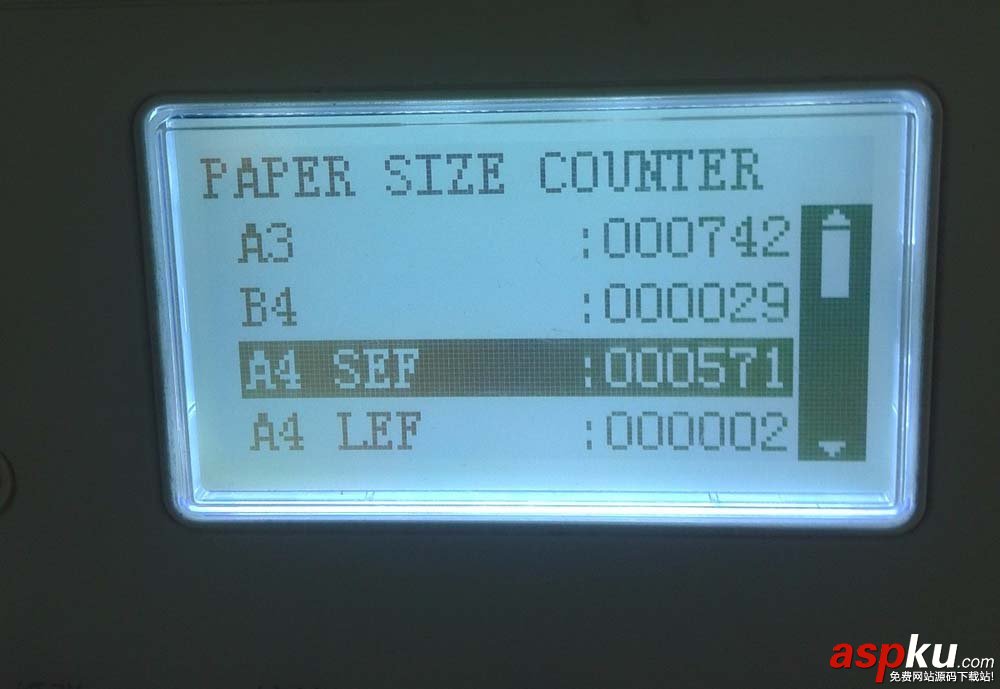 PAPER SIZE COUNTER
A3 :000742
B4 :000029
A4 SEF :000571
A4 LEF :000002
aspku.com
免费网站源码下载站!